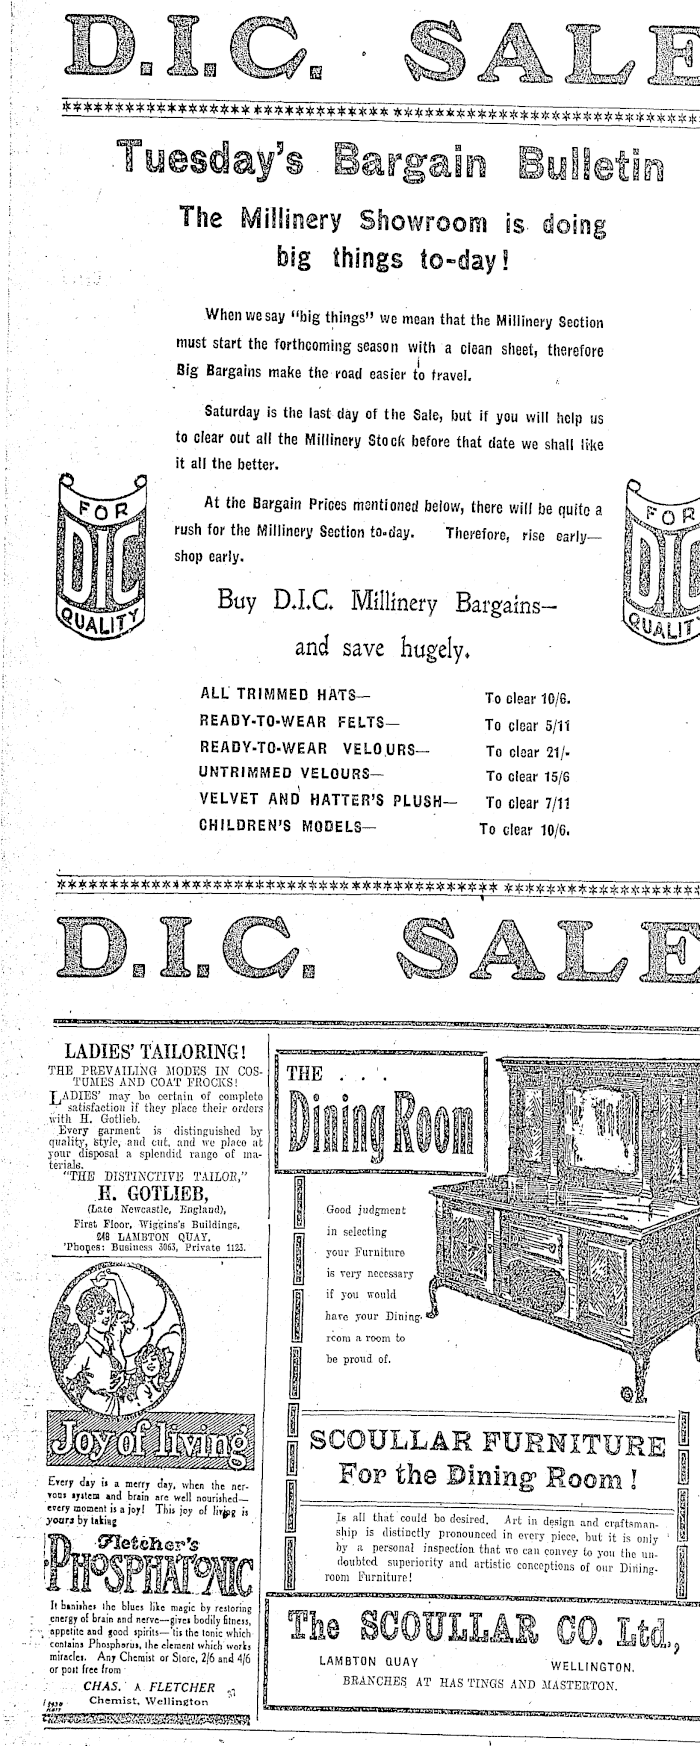 D.I.C. SALE
Tuesday's Bargain Bulletin
The Millinery Showroom is doing
big things to-day!
When we say "big things" we mean that the Millinery Section
must start the forthcoming season with a clean sheet, therefore
Big Bargains make the road easier to travel.
Saturday is the last day of the Sale, but if you will help us
to clear out all the Millinery Stock before that date we shall like
it all the better.
At the Bargain Prices mentioned below, there will be quite a
rush for the Millinery Section to-day. Therefore, rise early—
shop early.
FOR
DIC
QUALITY
FOR
DIC
QUALITY
Buy D.I.C. Millinery Bargains—
and save hugely.
ALL TRIMMED HATS— To clear 10/6.
READY-TO-WEAR FELTS— To clear 5/11
READY-TO-WEAR VELOURS— To clear 21/-
UNTRIMMED VELOURS— To clear 15/6
VELVET AND HATTER'S PLUSH— To clear 7/11
CHILDREN'S MODELS— To clear 10/6.
D.I.C. SALE
LADIES' TAILORING!
THE PREVAILING MODES IN COS-
TUMES AND COAT FROCKS!
LADIES' may be certain of complete
satisfaction if they place their orders
with H. Gotlieb.
Every garment is distinguished by
quality, style, and cut, and we place at
your disposal a splendid range of ma-
terials.
"THE DISTINCTIVE TAILOR,"
H. GOTLIEB,
(Late Newcastle, England),
First Floor, Wiggins's Buildings,
248 LAMBTON QUAY.
'Phones: Business 3063, Private 1123.
Joy of living
Every day is a merry day, when the ner-
vous system and brain are well nourished—
every moment is a joy! This joy of living is
yours by taking
Fletcher's
PHOSPHATONIC
It banishes the blues like magic by restoring
energy of brain and nerve—gives bodily fitness,
appetite and good spirits—'tis the tonic which
contains Phosphorus, the element which works
miracles. Any Chemist or Store, 2/6 and 4/6
or post free from
CHAS. A FLETCHER
Chemist, Wellington
THE . . .
Dining Room
Good judgment
in selecting
your Furniture
is very necessary
if you would
have your Dining-
room a room to
be proud of.
SCOULLAR FURNITURE
For the Dining Room!
Is all that could be desired. Art in design and craftsman-
ship is distinctly pronounced in every piece, but it is only
by a personal inspection that we can convey to you the un-
doubted superiority and artistic conceptions of our Dining-
room Furniture!
The SCOULLAR CO. Ltd.,
LAMBTON QUAY WELLINGTON.
BRANCHES AT HASTINGS AND MASTERTON.